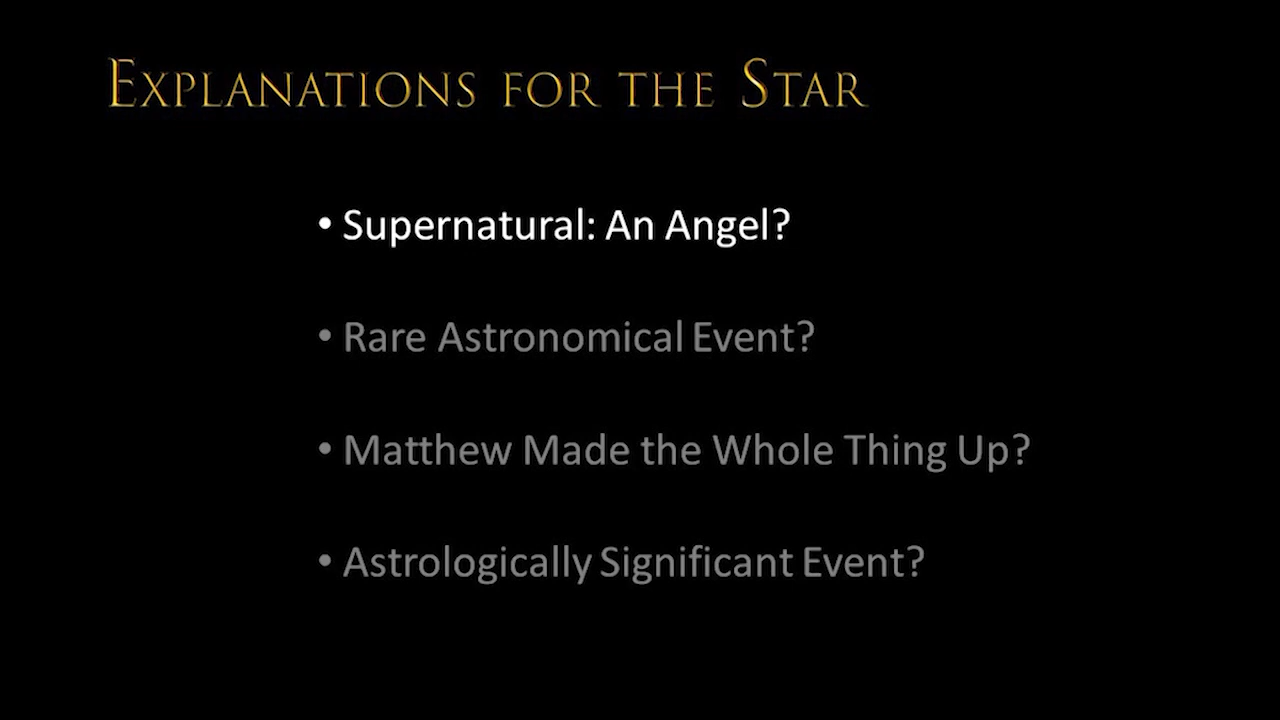 Explanations for the Star
• Supernatural: An Angel?
• Rare Astronomical Event?
• Matthew Made the Whole Thing Up?
• Astrologically Significant Event?